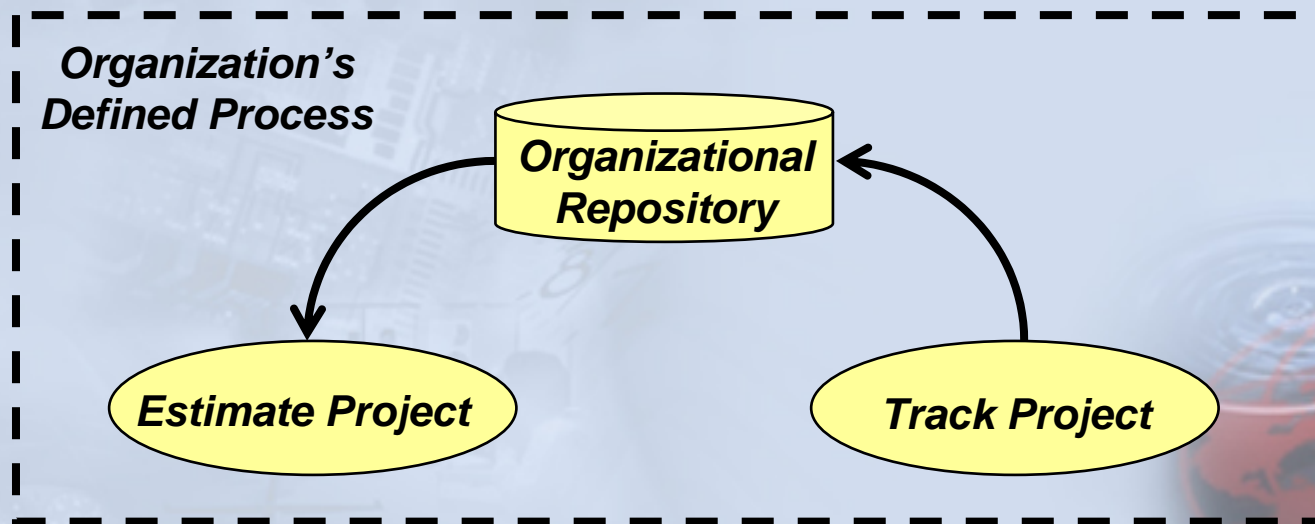 Organization's
Defined Process
Organizational
Repository
Estimate Project
Track Project